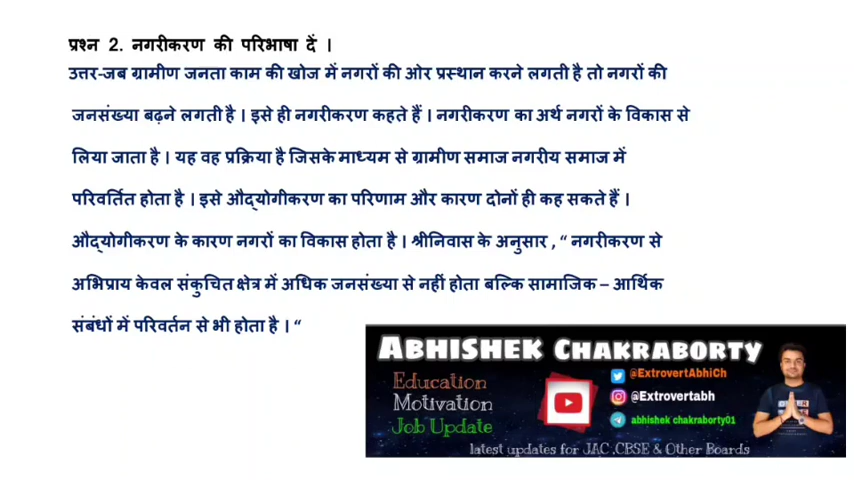 प्रश्न 2. नगरीकरण की परिभाषा दें ।
उत्तर-जब ग्रामीण जनता काम की खोज में नगरों की ओर प्रस्थान करने लगती है तो नगरों की
जनसंख्या बढ़ने लगती है । इसे ही नगरीकरण कहते हैं । नगरीकरण का अर्थ नगरों के विकास से
लिया जाता है । यह वह प्रक्रिया है जिसके माध्यम से ग्रामीण समाज नगरीय समाज में
परिवर्तित होता है । इसे औद्योगीकरण का परिणाम और कारण दोनों ही कह सकते हैं ।
औद्योगीकरण के कारण नगरों का विकास होता है । श्रीनिवास के अनुसार , “ नगरीकरण से
अभिप्राय केवल संकुचित क्षेत्र में अधिक जनसंख्या से नहीं होता बल्कि सामाजिक – आर्थिक
संबंधों में परिवर्तन से भी होता है । “
ABHISHEK CHAKRABORTY
Education
Motivation
Job Update
@ExtrovertAbhiCh
@Extrovertabh
abhishek chakraborty01
latest updates for JAC ,CBSE & Other Boards